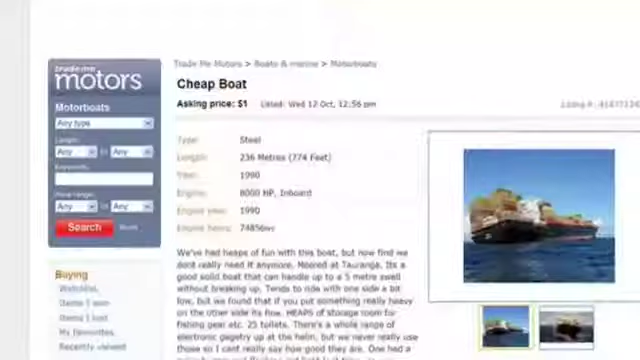 trade me
motors
Motorboats
Any type
Length:
Any to Any
Keywords:
Any to Any
Search
Buying
Watchlist
Items I won
Items I lost
My favourites
Recently viewed
Trade Me Motors > Boats & marine > Motorboats
Cheap Boat
Asking price: $1 Listed: Wed 12 Oct, 12:56 pm
Listing #:
Type: Steel
Length: 236 Metres (774 Feet)
Year: 1990
Engine: 8000 HP, Inboard
Engine year: 1990
Engine hours:
We've had heaps of fun with this boat, but now find we
dont really need it anymore. Moored at Tauranga. Its a
good solid boat that can handle up to a 5 metre swell
without breaking up. Tends to ride with one side a bit
low, but we found that if you put something really heavy
on the other side its fine. HEAPS of storage room for
fishing gear etc. 25 toilets. There's a whole range of
electronic gagetry up at the helm, but we never really use
those so I cant really say how good they are. One had a